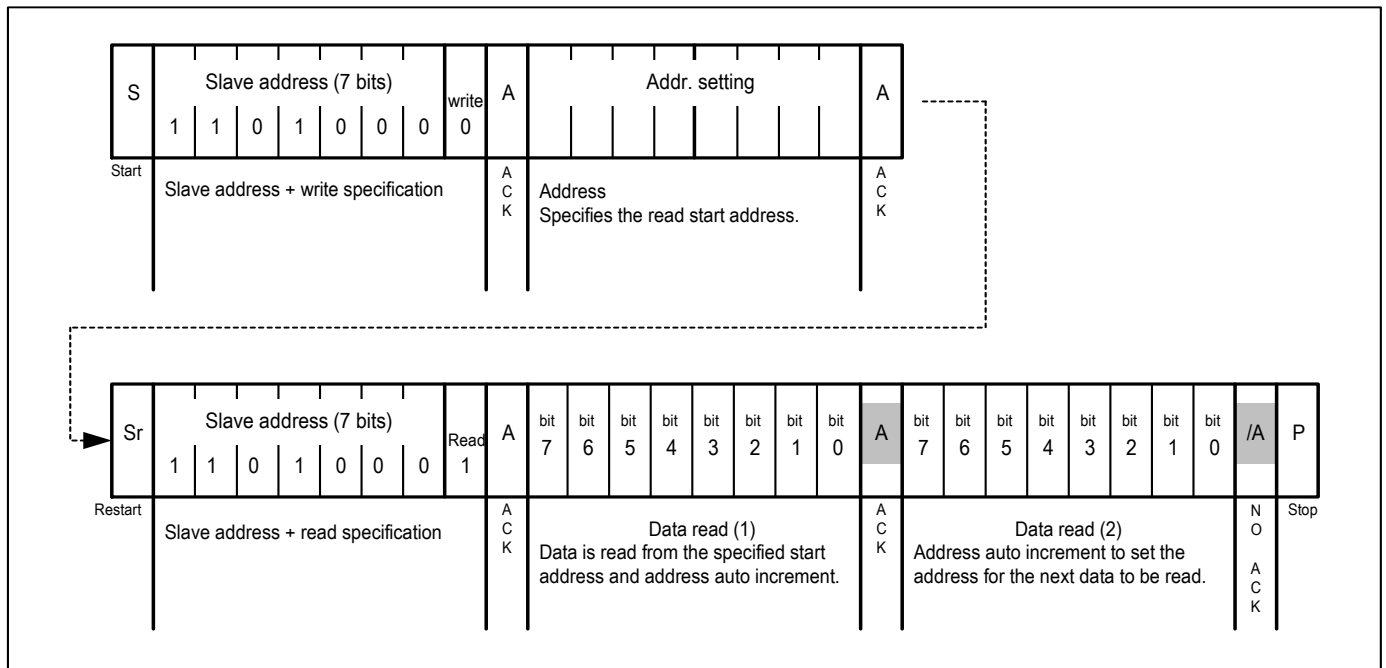 S Slave address (7 bits) write A Addr. setting A
1 1 0 1 0 0 0 0
Start
Slave address + write specification
A
C
K
Address
Specifies the read start address.
A
C
K
Sr Slave address (7 bits) Read A bit bit bit bit bit bit bit bit A bit bit bit bit bit bit bit bit /A P
7 6 5 4 3 2 1 0 7 6 5 4 3 2 1 0
1 1 0 1 0 0 0 1
Restart
Slave address + read specification
A
C
K
Data read (1)
Data is read from the specified start
address and address auto increment.
A
C
K
Data read (2)
Address auto increment to set the
address for the next data to be read.
N
O
A
C
K
Stop